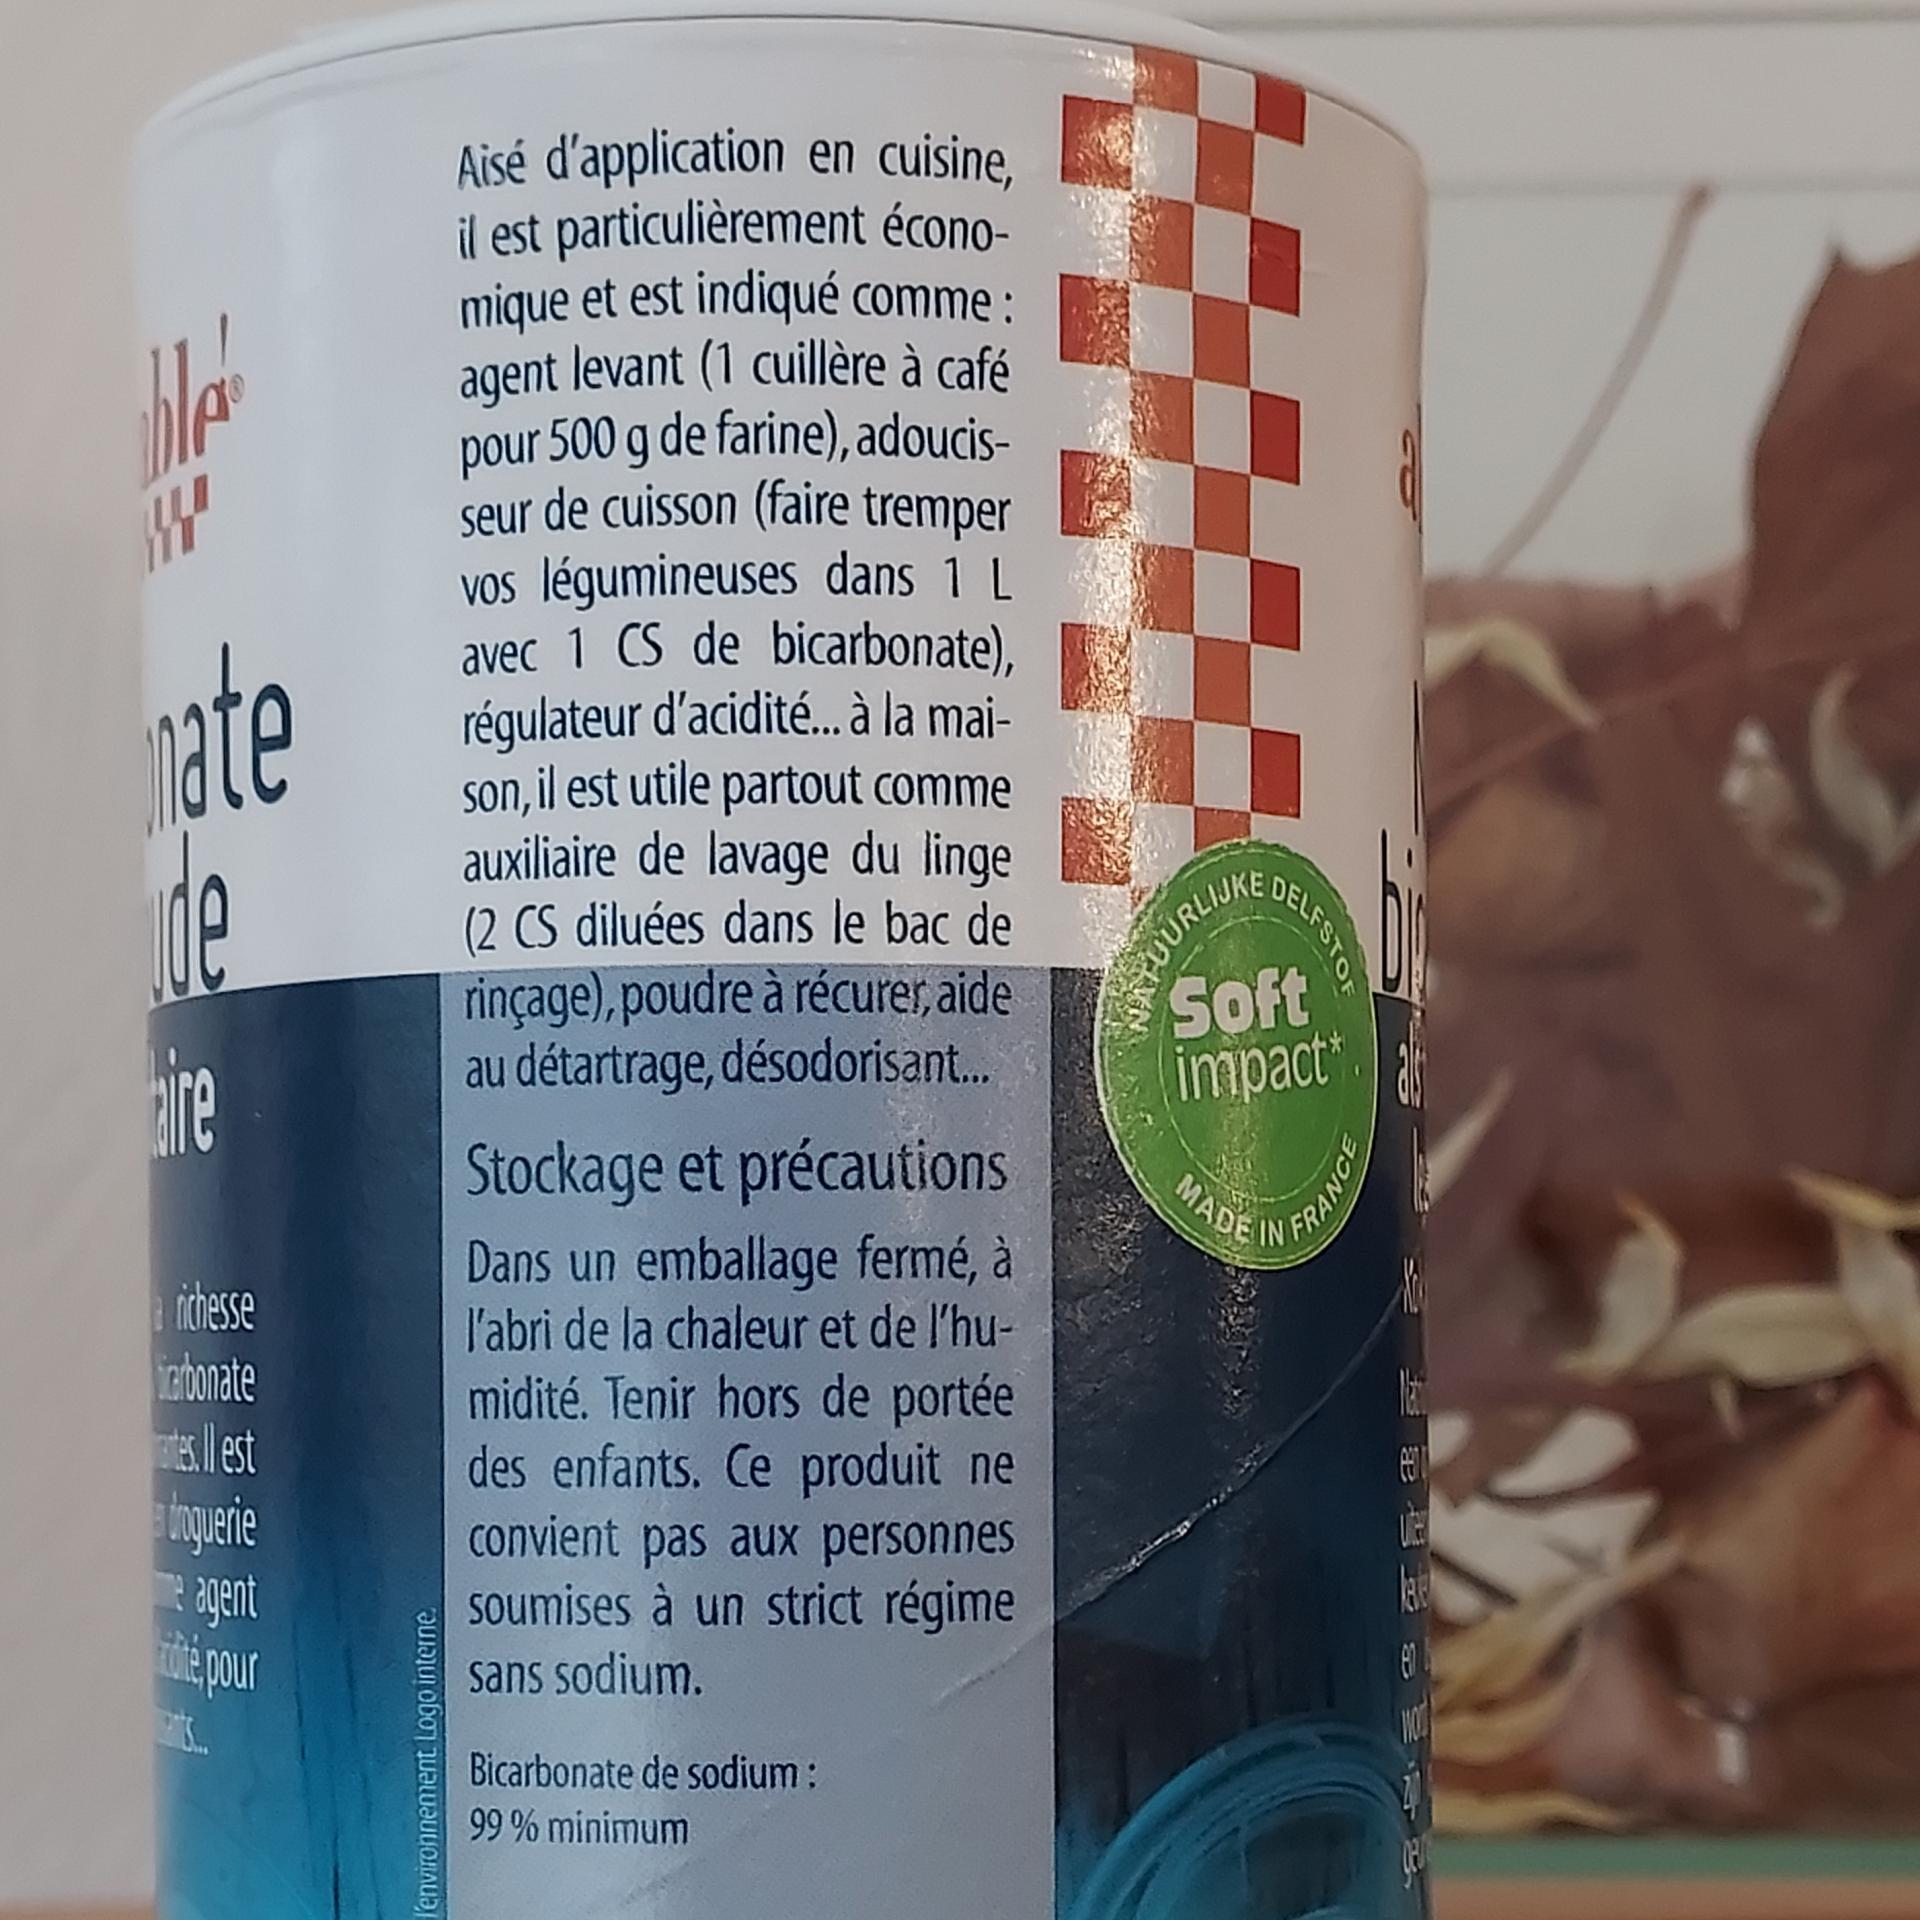 Aisé d'application en cuisine,
il est particulièrement écono-
mique et est indiqué comme :
agent levant (1 cuillère à café
pour 500 g de farine), adoucis-
seur de cuisson (faire tremper
vos légumineuses dans 1 L
avec 1 CS de bicarbonate),
régulateur d'acidité... à la mai-
son, il est utile partout comme
auxiliaire de lavage du linge
(2 CS diluées dans le bac de
rinçage), poudre à récurer, aide
au détartrage, désodorisant...
Stockage et précautions
Dans un emballage fermé, à
l'abri de la chaleur et de l'hu-
midité. Tenir hors de portée
des enfants. Ce produit ne
convient pas aux personnes
soumises à un strict régime
sans sodium.
Bicarbonate de sodium :
99 % minimum
NATUURLIJKE DELFSTOF
Soft
impact*
MADE IN FRANCE
richesse
bicarbonate
Il est
droguerie
agent
pour
l'environnement. Logo interne.